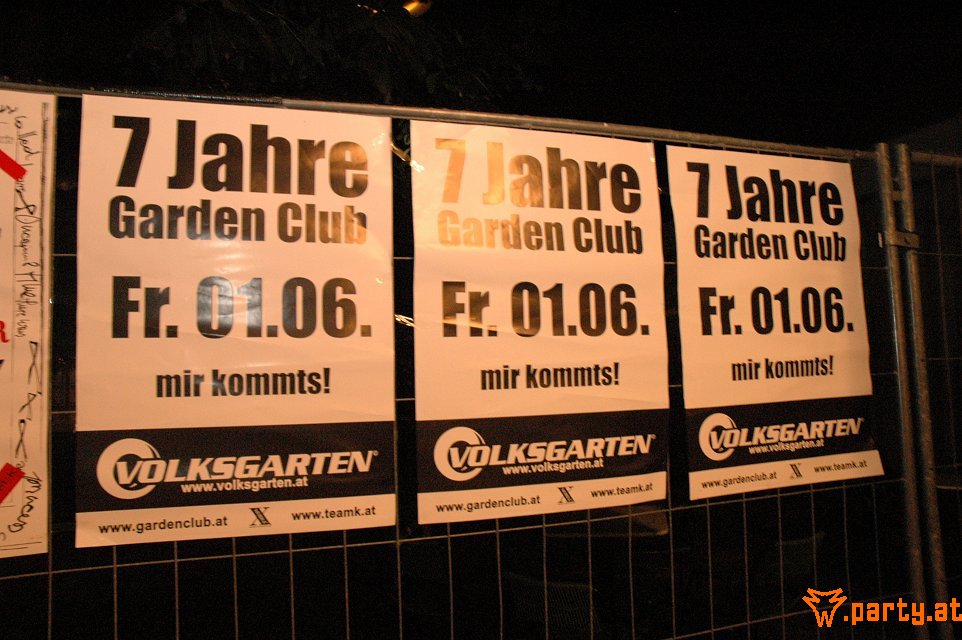 7 Jahre
Garden Club
Fr. 01.06.
mir kommts!
VOLKSGARTEN
www.volksgarten.at
www.gardenclub.at www.teamk.at
7 Jahre
Garden Club
Fr. 01.06.
mir kommts!
VOLKSGARTEN
www.volksgarten.at
www.gardenclub.at www.teamk.at
7 Jahre
Garden Club
Fr. 01.06.
mir kommts!
VOLKSGARTEN
www.volksgarten.at
www.gardenclub.at www.teamk.at
.party.at